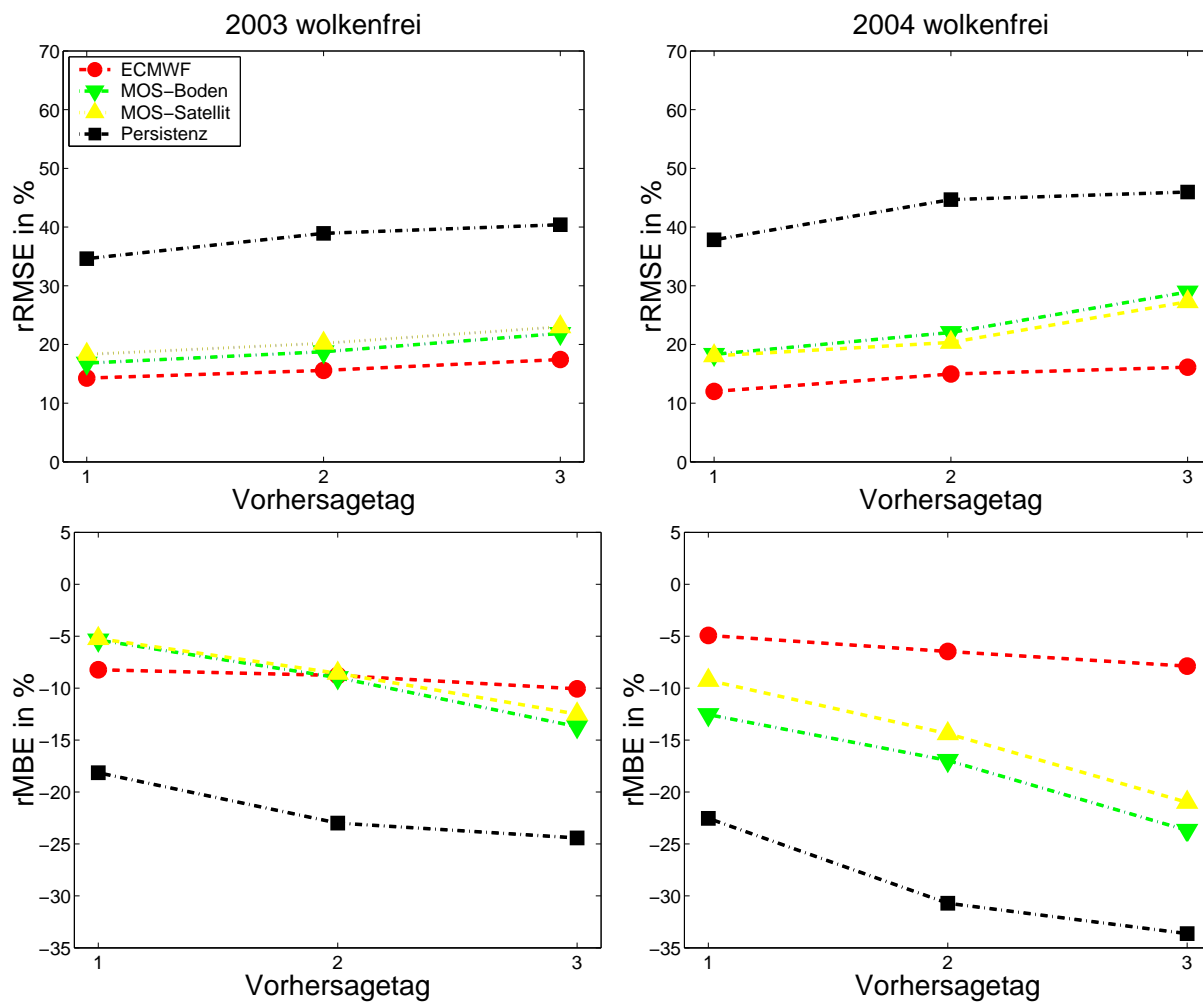 2003 wolkenfrei
70
60
50
40
30
20
10
0
rRMSE in %
ECMWF
MOS−Boden
MOS−Satellit
Persistenz
1 2 3
Vorhersagetag
2004 wolkenfrei
70
60
50
40
30
20
10
0
rRMSE in %
1 2 3
Vorhersagetag
5
0
−5
−10
−15
−20
−25
−30
−35
rMBE in %
1 2 3
Vorhersagetag
5
0
−5
−10
−15
−20
−25
−30
−35
rMBE in %
1 2 3
Vorhersagetag